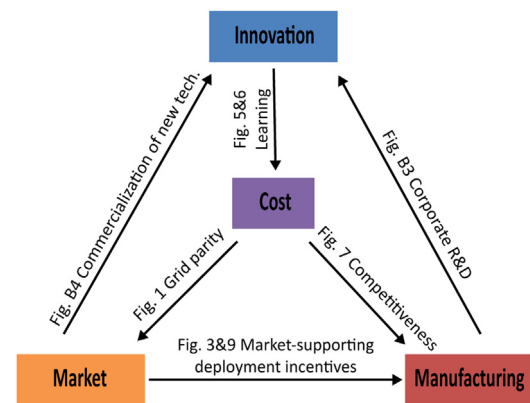 Innovation
Fig. B4 Commercialization of new tech.
Fig. 5&6
Learning
Fig. B3 Corporate R&D
Cost
Fig. 1 Grid parity
Fig. 7 Competitiveness
Fig. 3&9 Market-supporting
deployment incentives
Market
Manufacturing